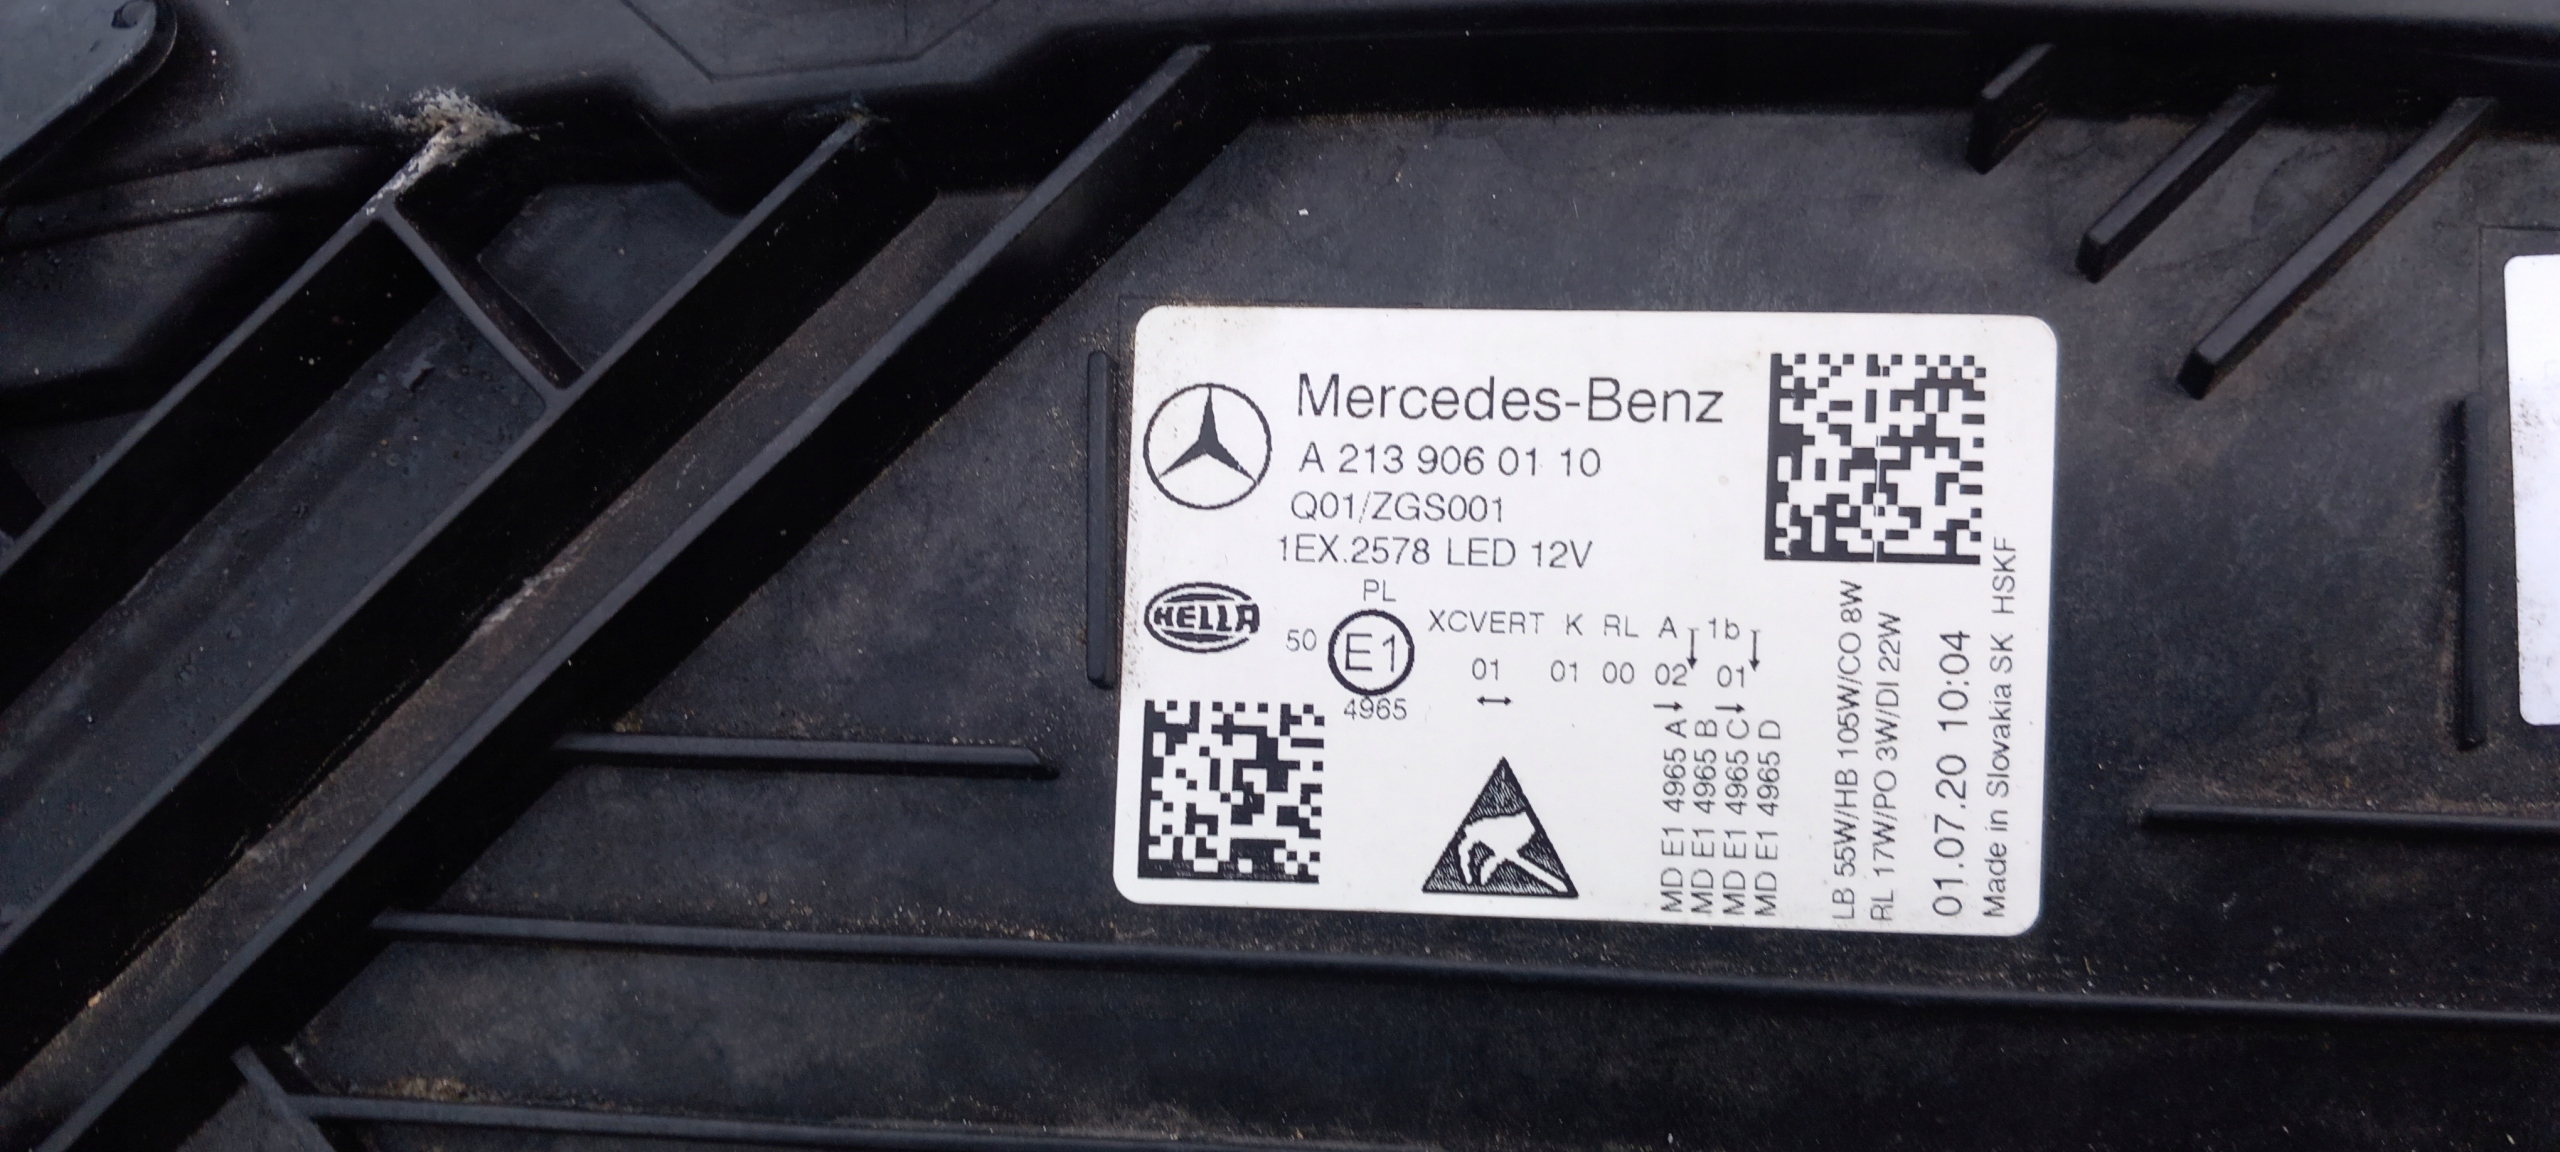 Mercedes-Benz
A 213 906 01 10
Q01/ZGS001
1EX.2578 LED 12V
HELLA
PL
50 E1 XCVERT K RL A 1b
01 01 00 02 01
4965
MD E1 4965 A
MD E1 4965 B
MD E1 4965 C
MD E1 4965 D
LB 55W/HB 105W/CO 8W
RL 17W/PO 3W/DI 22W
01.07.20 10:04
Made in Slovakia SK HSKF